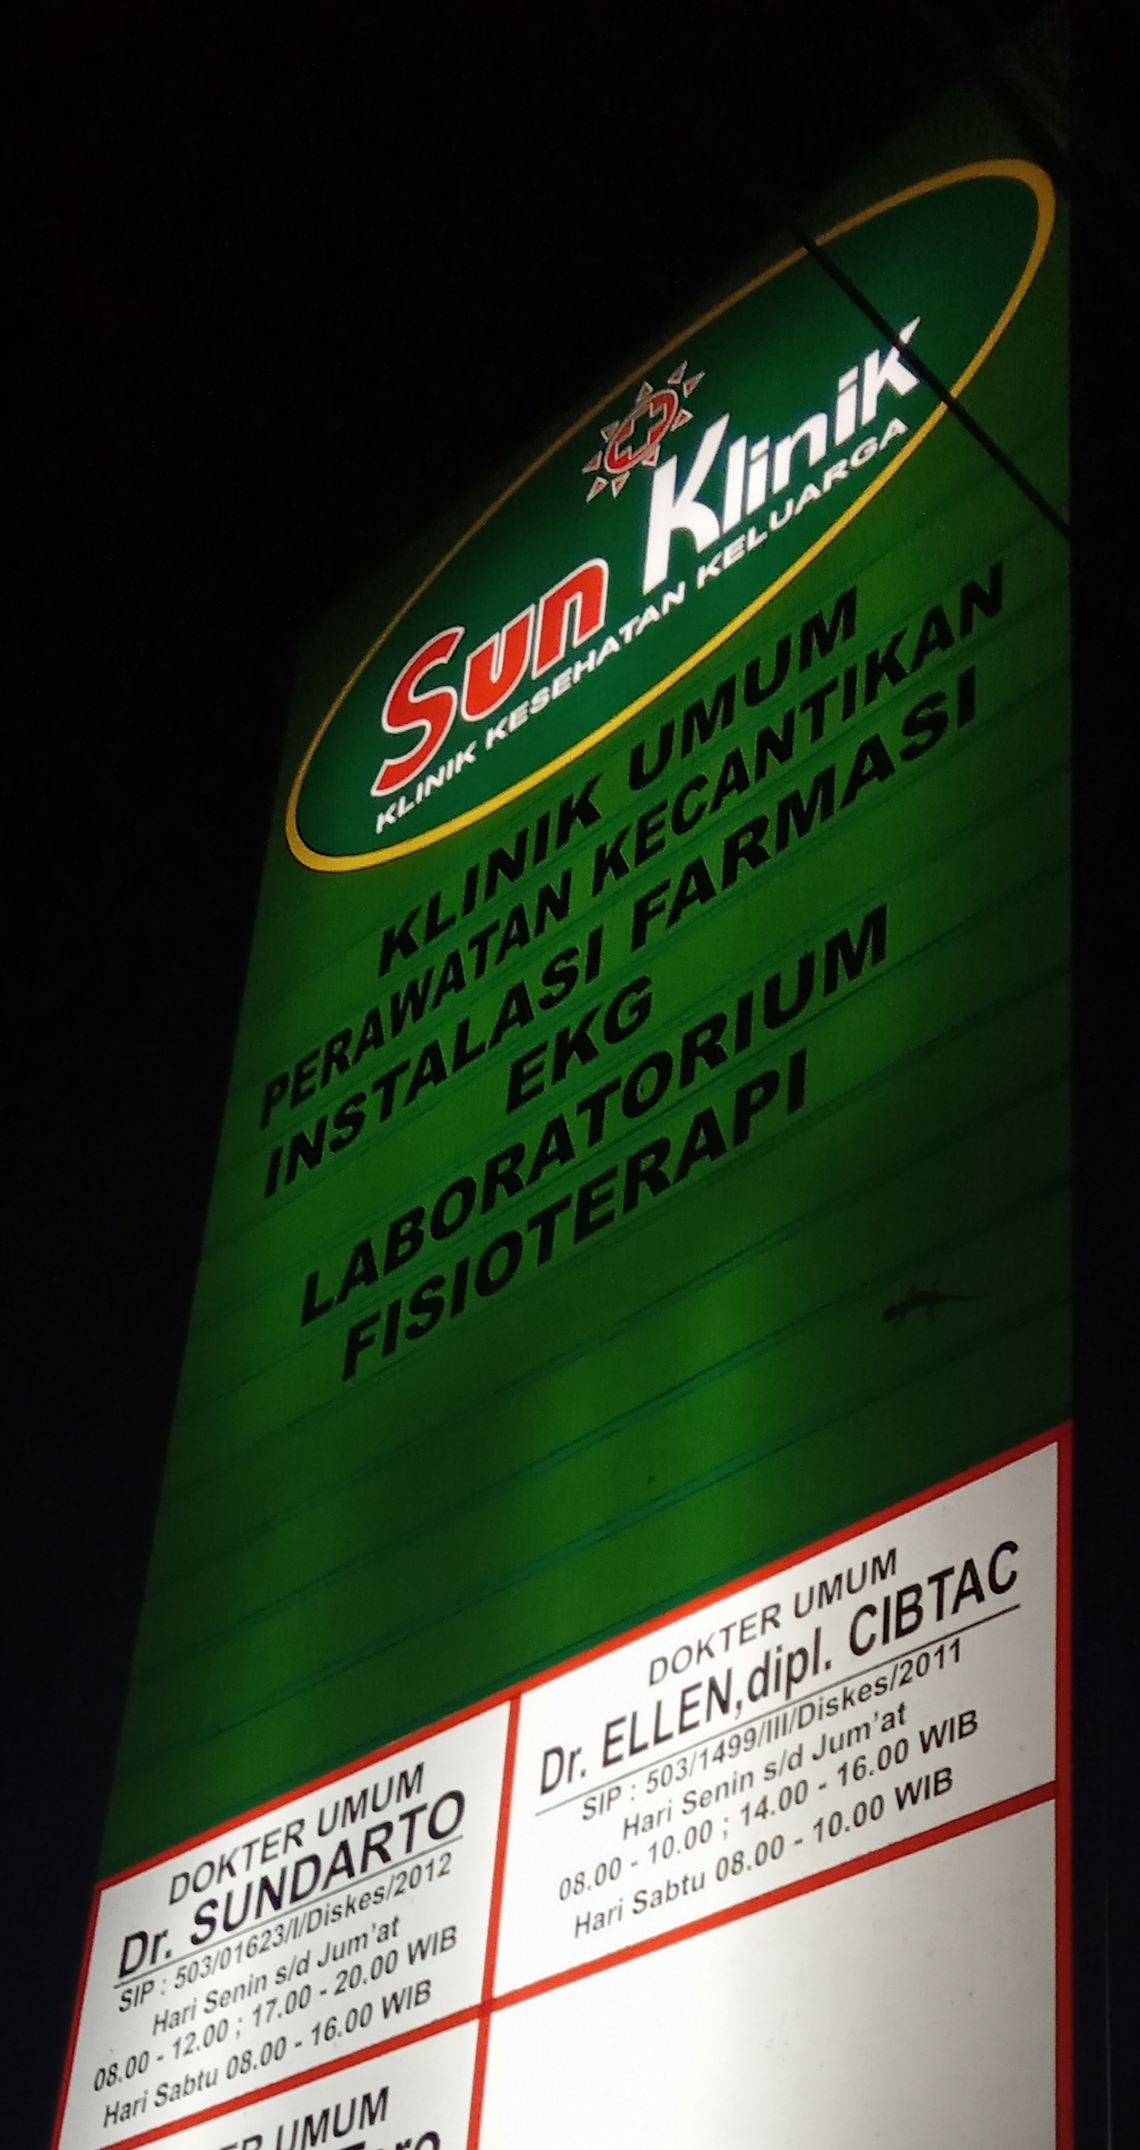 Sun Klinik
KLINIK KESEHATAN KELUARGA
KLINIK UMUM
PERAWATAN KECANTIKAN
INSTALASI FARMASI
EKG
LABORATORIUM
FISIOTERAPI
DOKTER UMUM
Dr. SUNDARTO
SIP : 503/01623/I/Diskes/2012
Hari Senin s/d Jum'at
08.00 - 12.00 ; 17.00 - 20.00 WIB
Hari Sabtu 08.00 - 16.00 WIB
DOKTER UMUM
Dr. ELLEN,dipl. CIBTAC
SIP : 503/1499/III/Diskes/2011
Hari Senin s/d Jum'at
08.00 - 10.00 ; 14.00 - 16.00 WIB
Hari Sabtu 08.00 - 10.00 WIB
UMUM